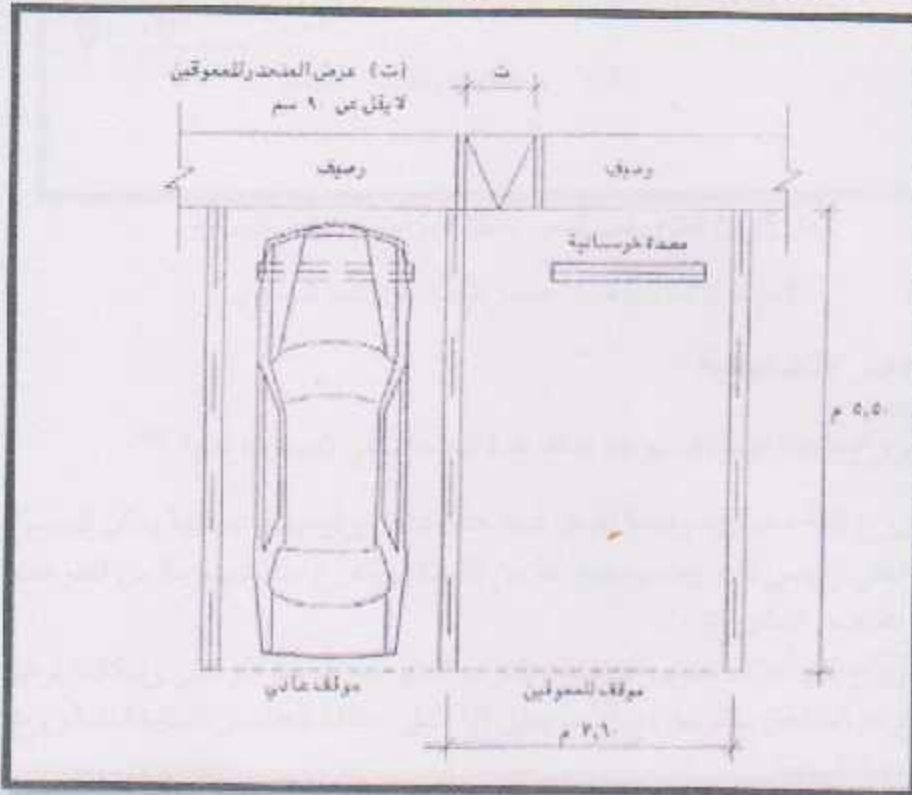 (ت) عرض المنحدر للمعوقين
لا يقل عن ٩٠ سم
ت
رصيف
رصيف
مصدة خرسانية
٥,٥٠ م
موقف عادي
موقف للمعوقين
٣,٦٠ م